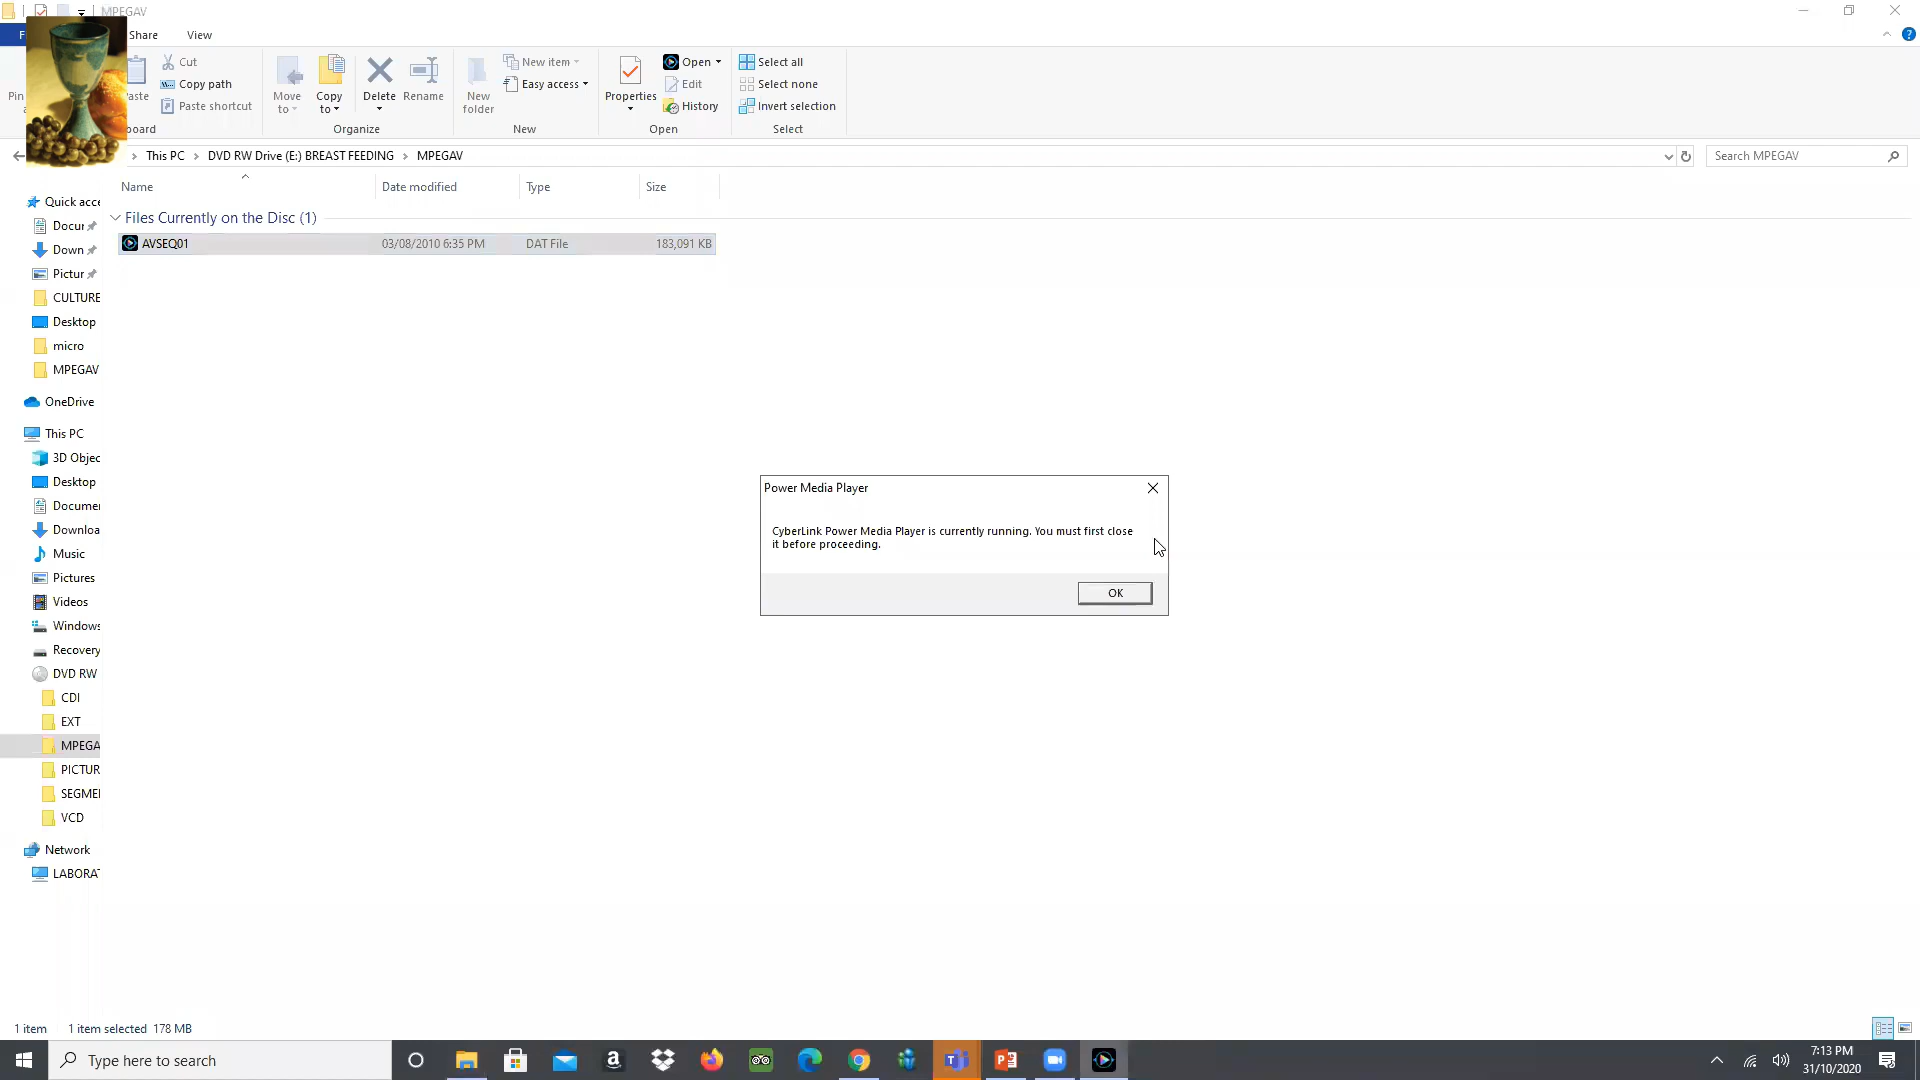 MPEGAV
F
Share
View
Pin
a
aste
Cut
Copy path
Paste shortcut
board
Move
to
Copy
to
Delete
Rename
Organize
New
folder
New item
Easy access
New
Properties
Open
Edit
History
Open
Select all
Select none
Invert selection
Select
This PC > DVD RW Drive (E:) BREAST FEEDING > MPEGAV
Search MPEGAV
Name
Date modified
Type
Size
Files Currently on the Disc (1)
AVSEQ01
03/08/2010 6:35 PM
DAT File
183,091 KB
Quick acce
Docur
Down
Pictur
CULTURE
Desktop
micro
MPEGAV
OneDrive
This PC
3D Objec
Desktop
Documer
Downloa
Music
Pictures
Videos
Windows
Recovery
DVD RW
CDI
EXT
MPEGA
PICTUR
SEGME
VCD
Network
LABORAT
Power Media Player
CyberLink Power Media Player is currently running. You must first close
it before proceeding.
OK
1 item
1 item selected 178 MB
Type here to search
7:13 PM
31/10/2020